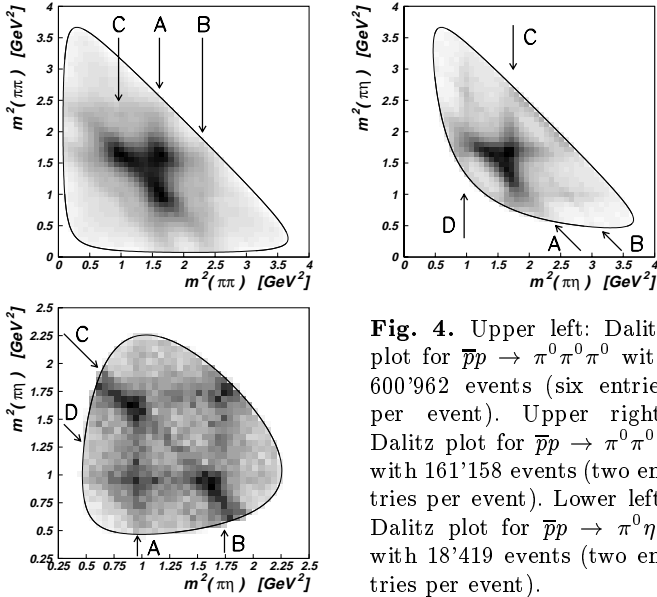 C A B
m²(ππ) [GeV²]
4
3.5
3
2.5
2
1.5
1
0.5
0
0 0.5 1 1.5 2 2.5 3 3.5 4
m²(ππ) [GeV²]
C
D
A
B
m²(πη) [GeV²]
4
3.5
3
2.5
2
1.5
1
0.5
0
0 0.5 1 1.5 2 2.5 3 3.5 4
m²(πη) [GeV²]
C
D
A B
m²(πη) [GeV²]
2.5
2.25
2
1.75
1.5
1.25
1
0.75
0.5
0.25
0.25 0.5 0.75 1 1.25 1.5 1.75 2 2.25 2.5
m²(πη) [GeV²]
Fig. 4. Upper left: Dalit
plot for p̅p → π⁰π⁰π⁰ wit
600'962 events (six entrie
per event). Upper right
Dalitz plot for p̅p → π⁰π⁰
with 161'158 events (two en
tries per event). Lower left
Dalitz plot for p̅p → π⁰η
with 18'419 events (two en
tries per event).